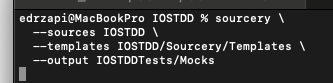 edrzapi@MacBookPro IOSTDD % sourcery \
--sources IOSTDD \
--templates IOSTDD/Sourcery/Templates \
--output IOSTDDTests/Mocks